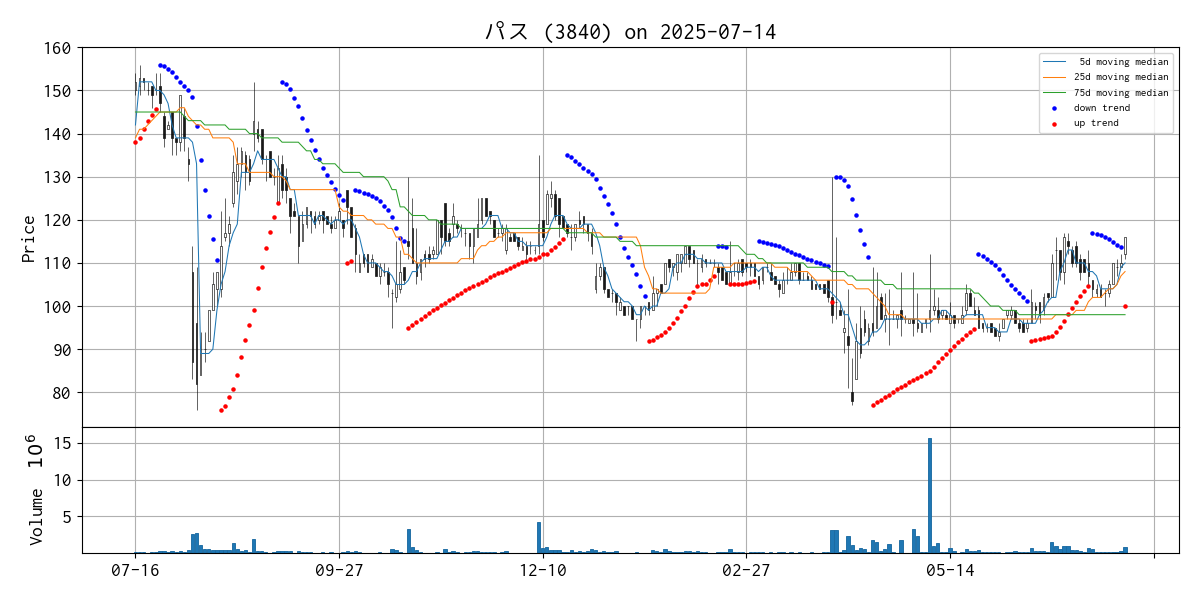 パス (3840) on 2025-07-14
160
150
140
130
120
110
100
90
80
Price
5d moving median
25d moving median
75d moving median
down trend
up trend
15
10
5
Volume 10⁶
07-16
09-27
12-10
02-27
05-14